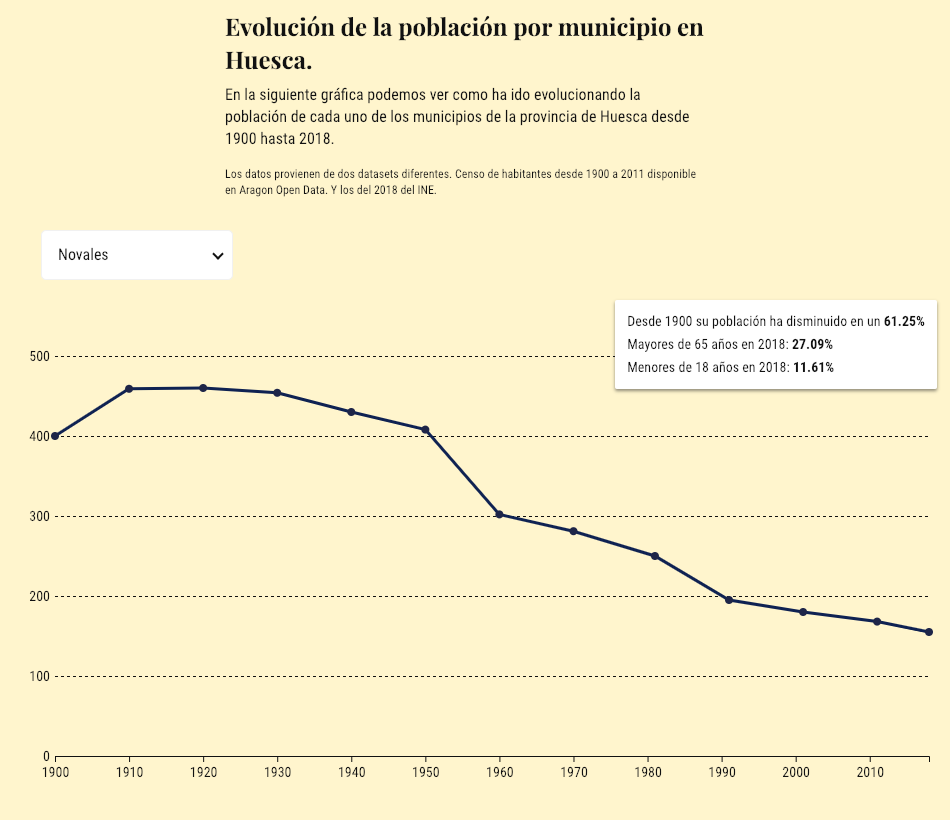 Evolución de la población por municipio en
Huesca.
En la siguiente gráfica podemos ver como ha ido evolucionando la
población de cada uno de los municipios de la provincia de Huesca desde
1900 hasta 2018.
Los datos provienen de dos datasets diferentes. Censo de habitantes desde 1900 a 2011 disponible
en Aragon Open Data. Y los del 2018 del INE.
Novales
Desde 1900 su población ha disminuido en un 61.25%
Mayores de 65 años en 2018: 27.09%
Menores de 18 años en 2018: 11.61%
500
400
300
200
100
0
1900 1910 1920 1930 1940 1950 1960 1970 1980 1990 2000 2010